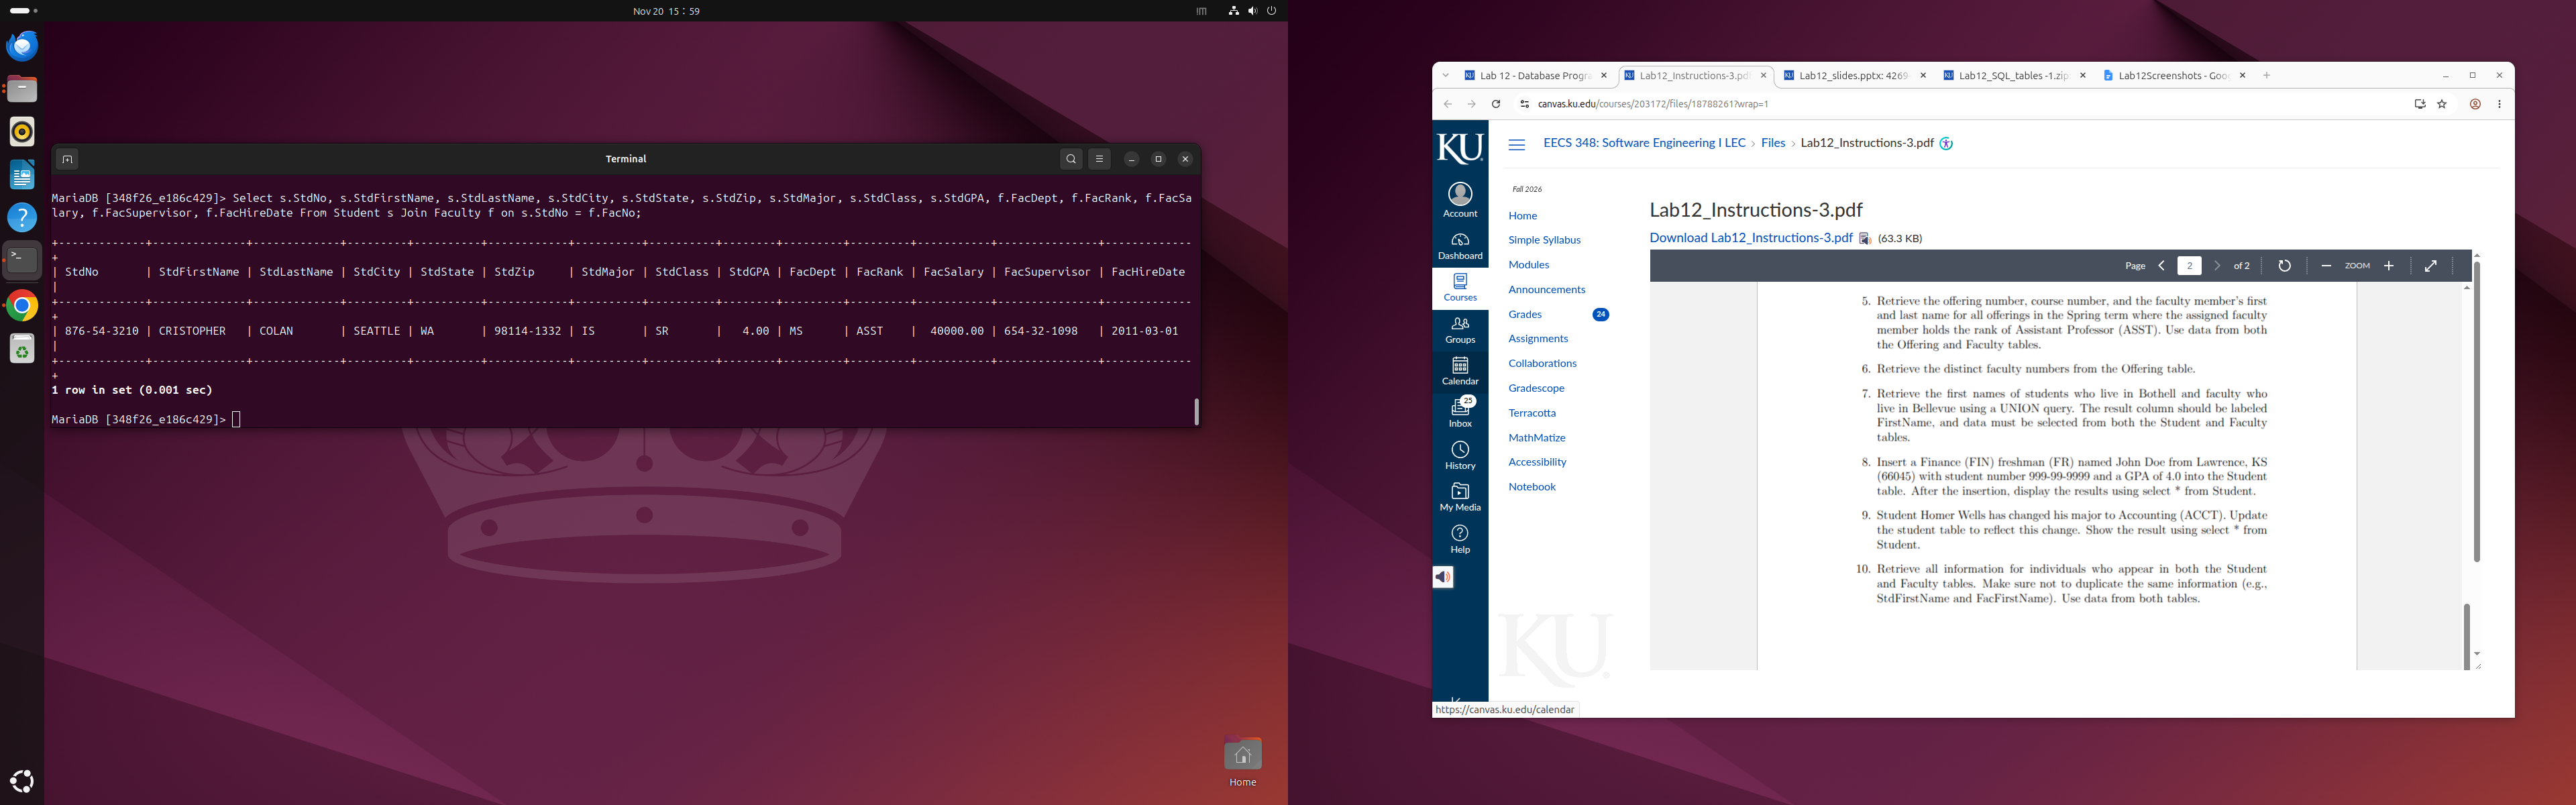 Nov 20 15:59
Terminal
MariaDB [348f26_e186c429]> Select s.StdNo, s.StdFirstName, s.StdLastName, s.StdCity, s.StdState, s.StdZip, s.StdMajor, s.StdClass, s.StdGPA, f.FacDept, f.FacRank, f.FacSa
lary, f.FacSupervisor, f.FacHireDate From Student s Join Faculty f on s.StdNo = f.FacNo;
+-------------+--------------+-------------+---------+----------+------------+----------+----------+--------+---------+---------+-----------+---------------+-------------
+
| StdNo | StdFirstName | StdLastName | StdCity | StdState | StdZip | StdMajor | StdClass | StdGPA | FacDept | FacRank | FacSalary | FacSupervisor | FacHireDate
|
+-------------+--------------+-------------+---------+----------+------------+----------+----------+--------+---------+---------+-----------+---------------+-------------
+
| 876-54-3210 | CRISTOPHER | COLAN | SEATTLE | WA | 98114-1332 | IS | SR | 4.00 | MS | ASST | 40000.00 | 654-32-1098 | 2011-03-01
|
+-------------+--------------+-------------+---------+----------+------------+----------+----------+--------+---------+---------+-----------+---------------+-------------
+
1 row in set (0.001 sec)
MariaDB [348f26_e186c429]>
Home
Lab 12 - Database Progr
Lab12_Instructions-3.pd
Lab12_slides.pptx: 4269
Lab12_SQL_tables -1.zip
Lab12Screenshots - Goo
canvas.ku.edu/courses/203172/files/18788261?wrap=1
KU
Account
Dashboard
Courses
Groups
Calendar
25
Inbox
History
My Media
Help
EECS 348: Software Engineering I LEC > Files > Lab12_Instructions-3.pdf
Fall 2026
Home
Simple Syllabus
Modules
Announcements
Grades 24
Assignments
Collaborations
Gradescope
Terracotta
MathMatize
Accessibility
Notebook
KU
Lab12_Instructions-3.pdf
Download Lab12_Instructions-3.pdf (63.3 KB)
Page 2 of 2 ZOOM
5. Retrieve the offering number, course number, and the faculty member's first
and last name for all offerings in the Spring term where the assigned faculty
member holds the rank of Assistant Professor (ASST). Use data from both
the Offering and Faculty tables.
6. Retrieve the distinct faculty numbers from the Offering table.
7. Retrieve the first names of students who live in Bothell and faculty who
live in Bellevue using a UNION query. The result column should be labeled
FirstName, and data must be selected from both the Student and Faculty
tables.
8. Insert a Finance (FIN) freshman (FR) named John Doe from Lawrence, KS
(66045) with student number 999-99-9999 and a GPA of 4.0 into the Student
table. After the insertion, display the results using select * from Student.
9. Student Homer Wells has changed his major to Accounting (ACCT). Update
the student table to reflect this change. Show the result using select * from
Student.
10. Retrieve all information for individuals who appear in both the Student
and Faculty tables. Make sure not to duplicate the same information (e.g.,
StdFirstName and FacFirstName). Use data from both tables.
https://canvas.ku.edu/calendar